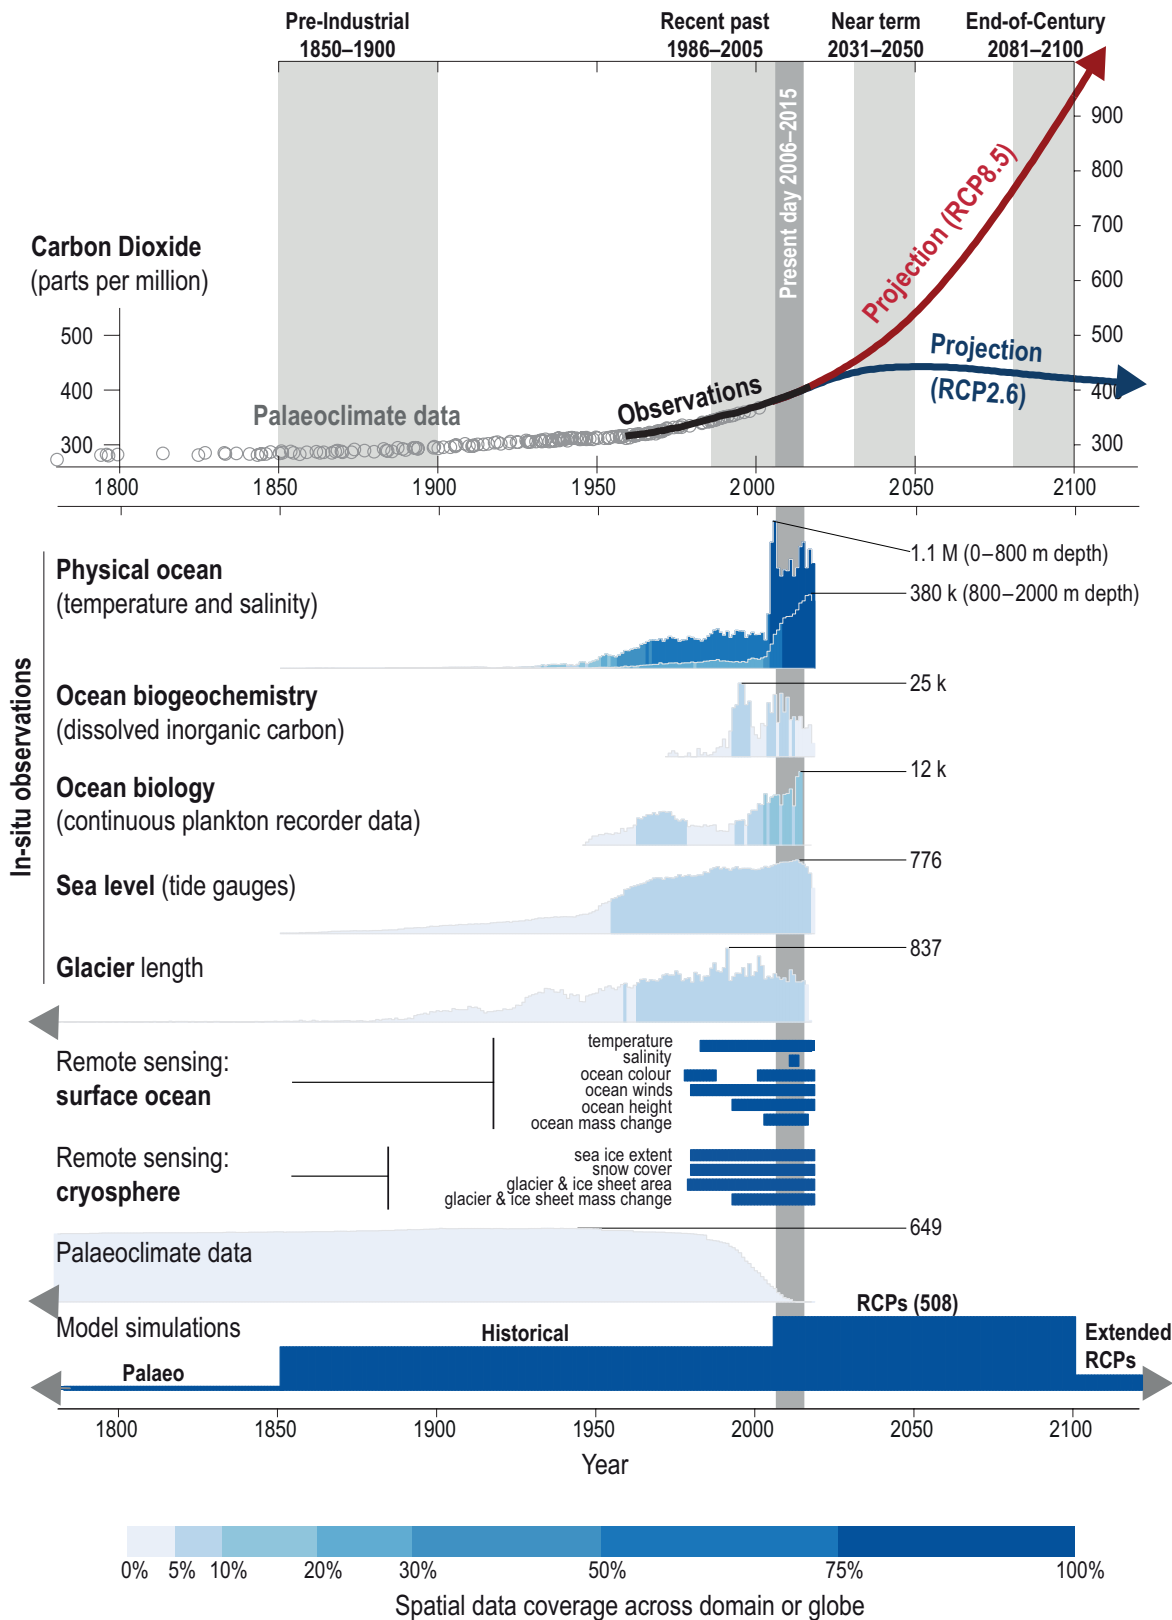 Pre-Industrial
1850–1900
Recent past
1986–2005
Near term
2031–2050
End-of-Century
2081–2100
Present day 2006–2015
Carbon Dioxide
(parts per million)
500
400
300
900
800
700
600
500
400
300
Projection (RCP8.5)
Projection
(RCP2.6)
Observations
Palaeoclimate data
1800
1850
1900
1950
2000
2050
2100
In-situ observations
Physical ocean
(temperature and salinity)
1.1 M (0–800 m depth)
380 k (800–2000 m depth)
Ocean biogeochemistry
(dissolved inorganic carbon)
25 k
Ocean biology
(continuous plankton recorder data)
12 k
Sea level (tide gauges)
776
Glacier length
837
Remote sensing:
surface ocean
temperature
salinity
ocean colour
ocean winds
ocean height
ocean mass change
Remote sensing:
cryosphere
sea ice extent
snow cover
glacier & ice sheet area
glacier & ice sheet mass change
649
Palaeoclimate data
Model simulations
Palaeo
Historical
RCPs (508)
Extended
RCPs
1800
1850
1900
1950
2000
2050
2100
Year
0%
5%
10%
20%
30%
50%
75%
100%
Spatial data coverage across domain or globe